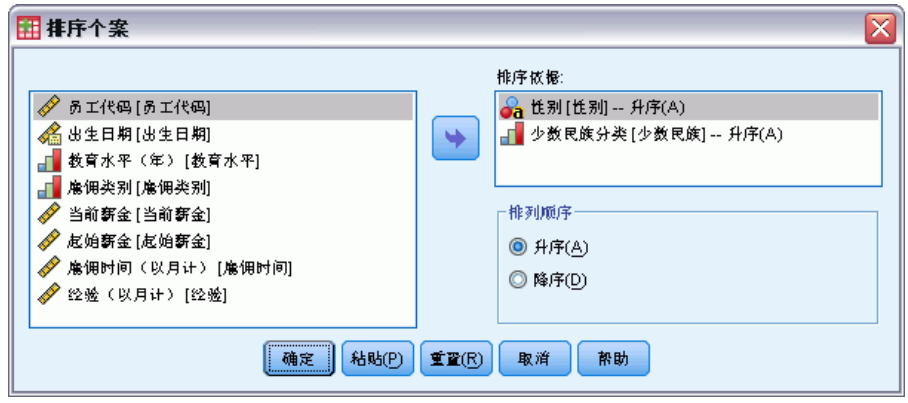 排序个案
排序依据:
员工代码 [员工代码]
出生日期 [出生日期]
教育水平（年） [教育水平]
雇佣类别 [雇佣类别]
当前薪金 [当前薪金]
起始薪金 [起始薪金]
雇佣时间（以月计） [雇佣时间]
经验（以月计） [经验]
性别 [性别] -- 升序(A)
少数民族分类 [少数民族] -- 升序(A)
排列顺序
升序(A)
降序(D)
确定 粘贴(P) 重置(R) 取消 帮助